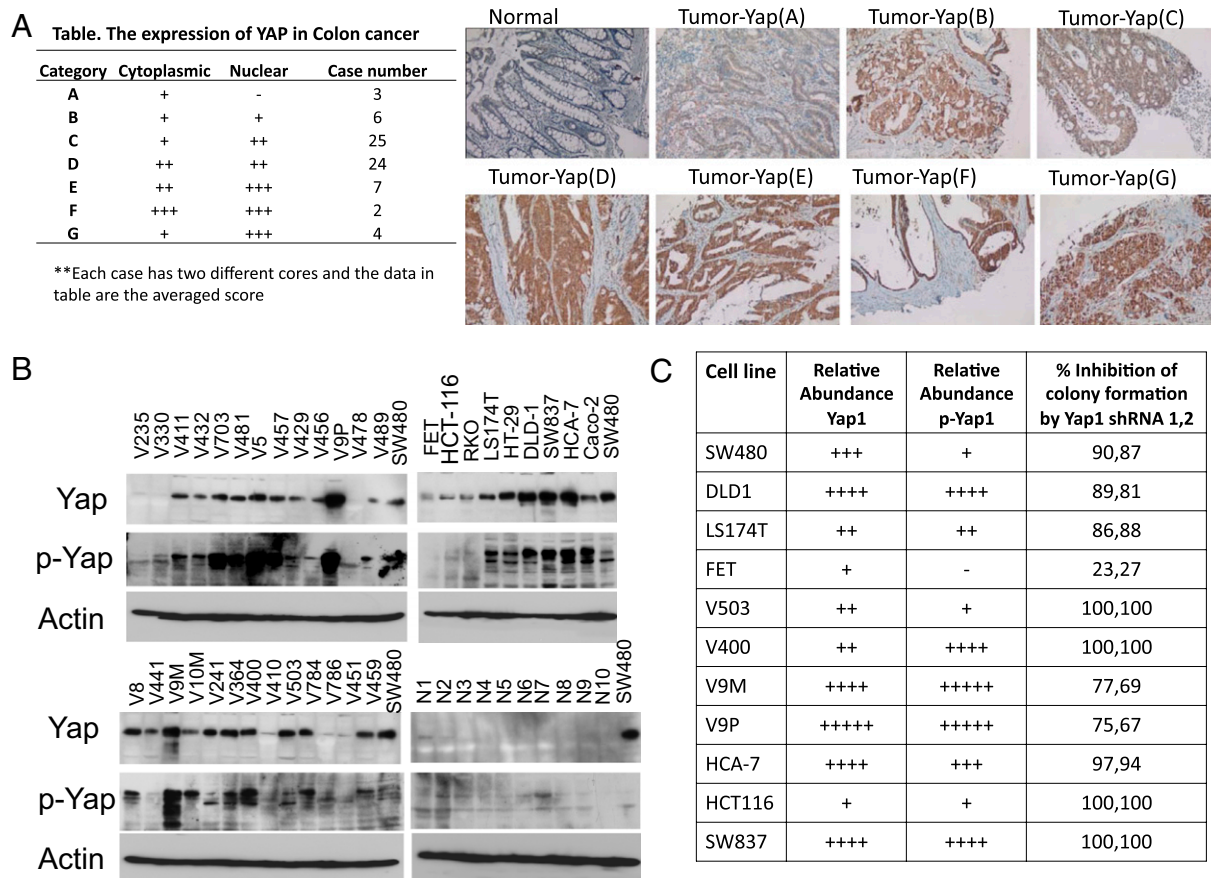 A
Table. The expression of YAP in Colon cancer
Category Cytoplasmic Nuclear Case number
A + - 3
B + + 6
C + ++ 25
D ++ ++ 24
E ++ +++ 7
F +++ +++ 2
G + +++ 4
**Each case has two different cores and the data in
table are the averaged score
Normal Tumor-Yap(A) Tumor-Yap(B) Tumor-Yap(C)
Tumor-Yap(D) Tumor-Yap(E) Tumor-Yap(F) Tumor-Yap(G)
B
V235 V330 V411 V432 V703 V481 V5 V457 V429 V456 V9P V478 V489 SW480
FET HCT-116 RKO LS174T HT-29 DLD-1 SW837 HCA-7 Caco-2 SW480
Yap
p-Yap
Actin
V8 V441 V9M V10M V241 V364 V400 V410 V503 V784 V786 V451 V459 SW480
N1 N2 N3 N4 N5 N6 N7 N8 N9 N10 SW480
Yap
p-Yap
Actin
C
Cell line Relative Abundance Yap1 Relative Abundance p-Yap1 % Inhibition of colony formation by Yap1 shRNA 1,2
SW480 +++ + 90,87
DLD1 ++++ ++++ 89,81
LS174T ++ ++ 86,88
FET + - 23,27
V503 ++ + 100,100
V400 ++ ++++ 100,100
V9M ++++ +++++ 77,69
V9P +++++ +++++ 75,67
HCA-7 ++++ +++ 97,94
HCT116 + + 100,100
SW837 ++++ ++++ 100,100